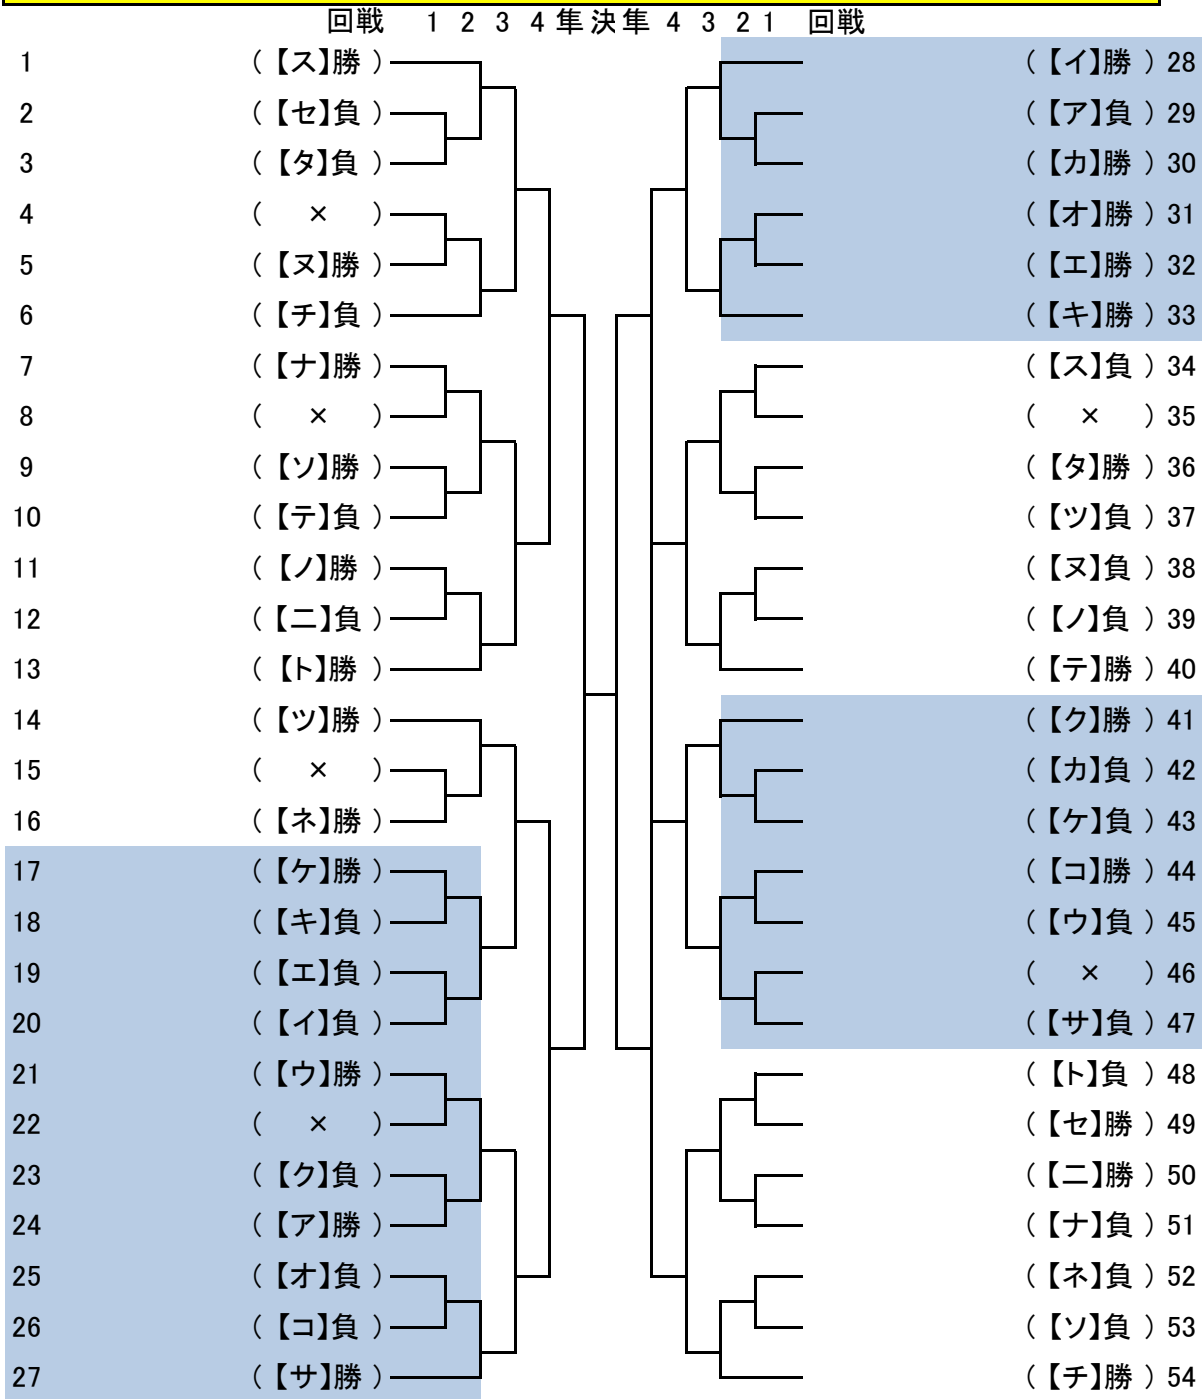 回戦 1 2 3 4 隼 決 隼 4 3 2 1 回戦
1 (【ス】勝 ) (【イ】勝 ) 28
2 (【セ】負 ) (【ア】負 ) 29
3 (【タ】負 ) (【カ】勝 ) 30
4 ( × ) (【オ】勝 ) 31
5 (【ヌ】勝 ) (【エ】勝 ) 32
6 (【チ】負 ) (【キ】勝 ) 33
7 (【ナ】勝 ) (【ス】負 ) 34
8 ( × ) ( × ) 35
9 (【ソ】勝 ) (【タ】勝 ) 36
10 (【テ】負 ) (【ツ】負 ) 37
11 (【ノ】勝 ) (【ヌ】負 ) 38
12 (【ニ】負 ) (【ノ】負 ) 39
13 (【ト】勝 ) (【テ】勝 ) 40
14 (【ツ】勝 ) (【ク】勝 ) 41
15 ( × ) (【カ】負 ) 42
16 (【ネ】勝 ) (【ケ】負 ) 43
17 (【ケ】勝 ) (【コ】勝 ) 44
18 (【キ】負 ) (【ウ】負 ) 45
19 (【エ】負 ) ( × ) 46
20 (【イ】負 ) (【サ】負 ) 47
21 (【ウ】勝 ) (【ト】負 ) 48
22 ( × ) (【セ】勝 ) 49
23 (【ク】負 ) (【ニ】勝 ) 50
24 (【ア】勝 ) (【ナ】負 ) 51
25 (【オ】負 ) (【ネ】負 ) 52
26 (【コ】負 ) (【ソ】負 ) 53
27 (【サ】勝 ) (【チ】勝 ) 54